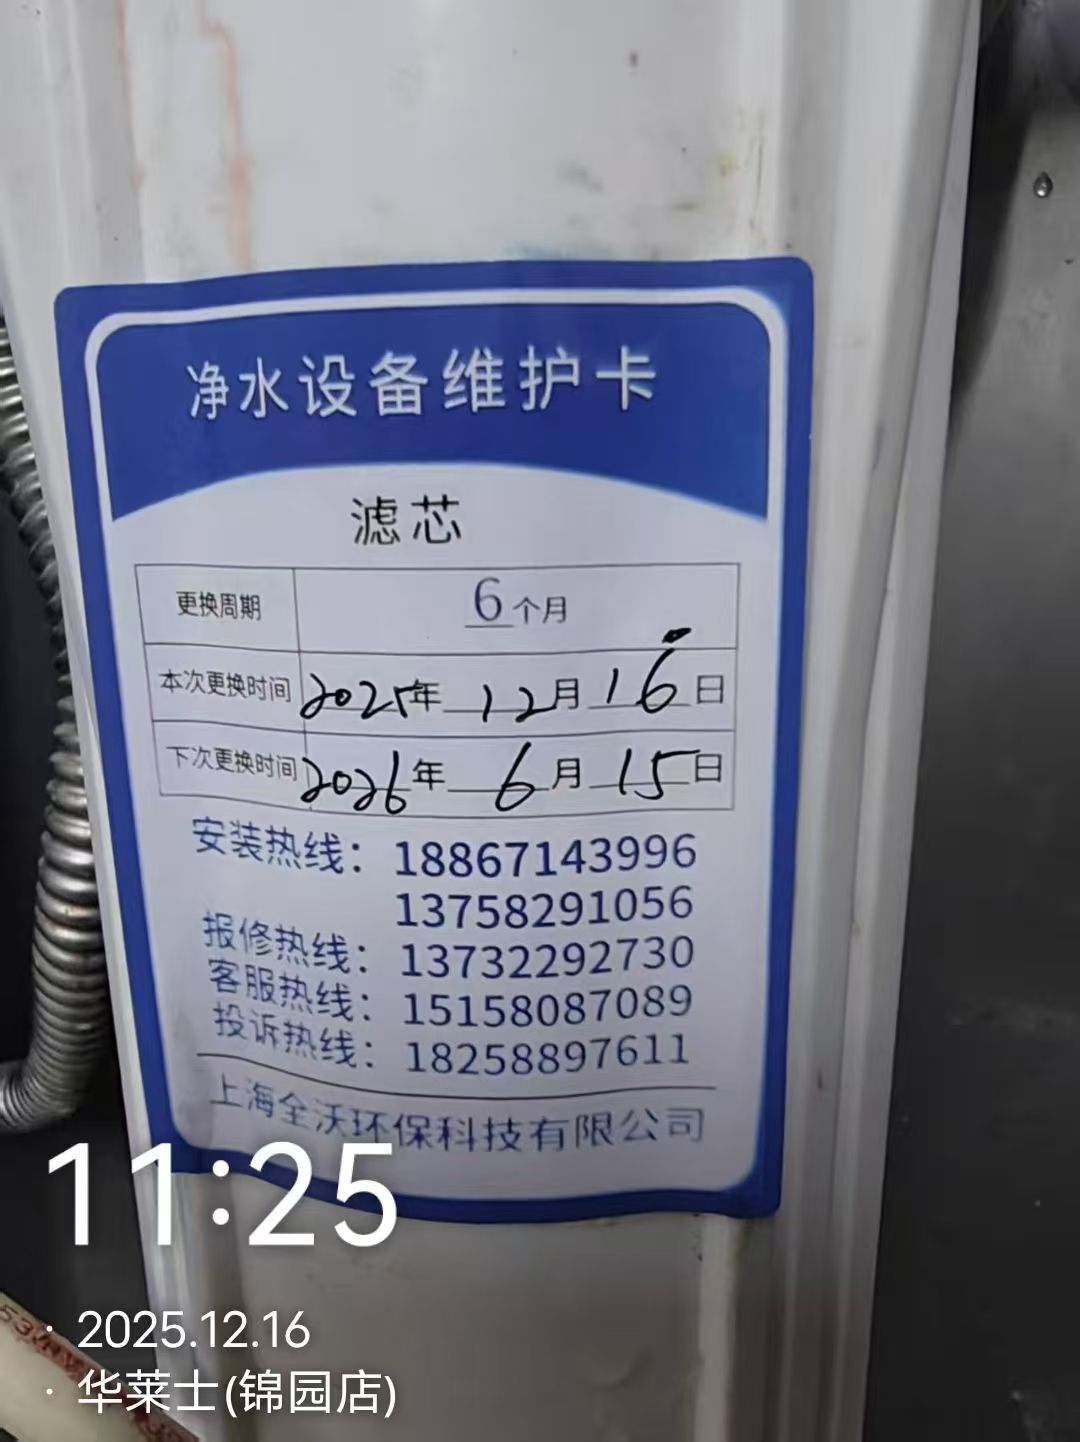 净水设备维护卡
滤芯
更换周期 6个月
本次更换时间 2025年12月16日
下次更换时间 2026年6月15日
安装热线：18867143996
13758291056
报修热线：13732292730
客服热线：15158087089
投诉热线：18258897611
上海全沃环保科技有限公司
11:25
· 2025.12.16
· 华莱士(锦园店)